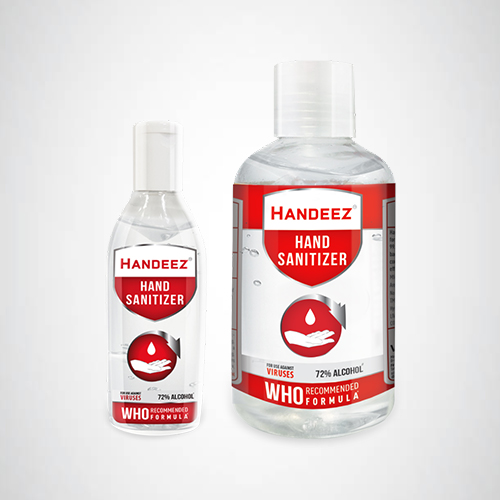 HANDEEZ®
HAND
SANITIZER
FOR USE AGAINST
VIRUSES
72% ALCOHOL
WHO RECOMMENDED
FORMULA
HANDEEZ®
HAND
SANITIZER
FOR USE AGAINST
VIRUSES
72% ALCOHOL
WHO RECOMMENDED
FORMULA